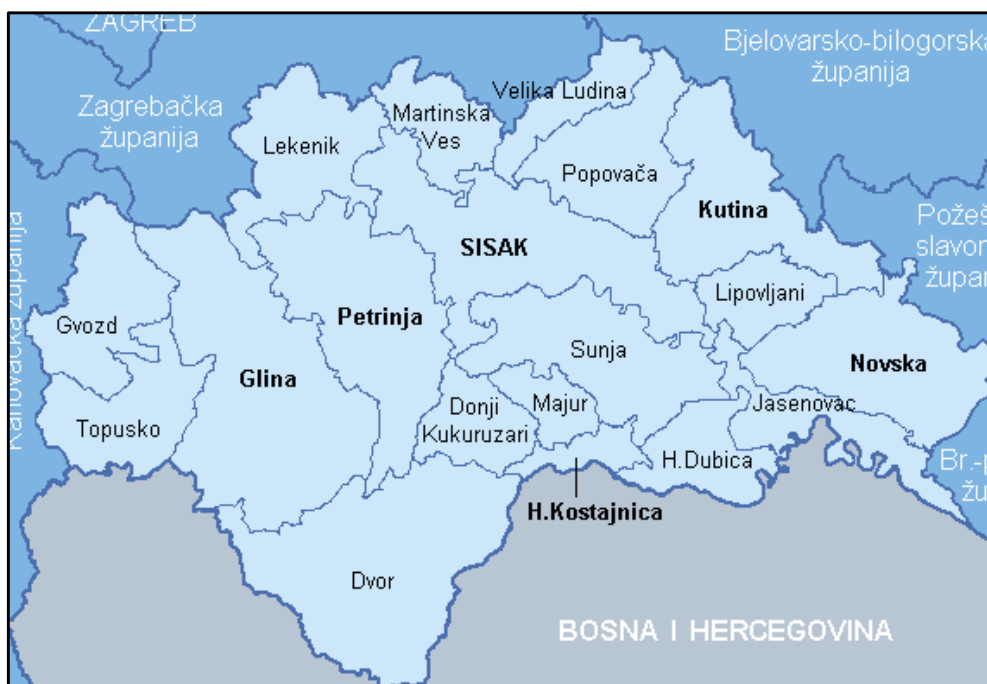 ZAGREB
Bjelovarsko-bilogorska
županija
Velika Ludina
Zagrebačka
županija
Martinska
Ves
Lekenik
Popovača
Kutina
SISAK
Lipovljani
Petrinja
Gvozd
Sunja
Novska
Glina
Topusko
Donji
Kukuruzari
Majur
Jasenovac
H.Dubica
H.Kostajnica
Dvor
BOSNA I HERCEGOVINA
županija